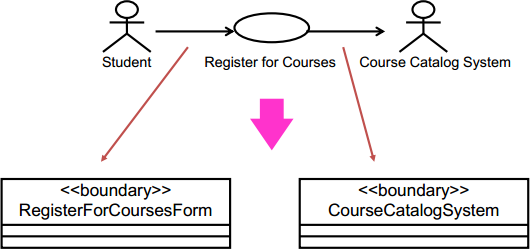 Student
Register for Courses
Course Catalog System
<<boundary>>
RegisterForCoursesForm
<<boundary>>
CourseCatalogSystem